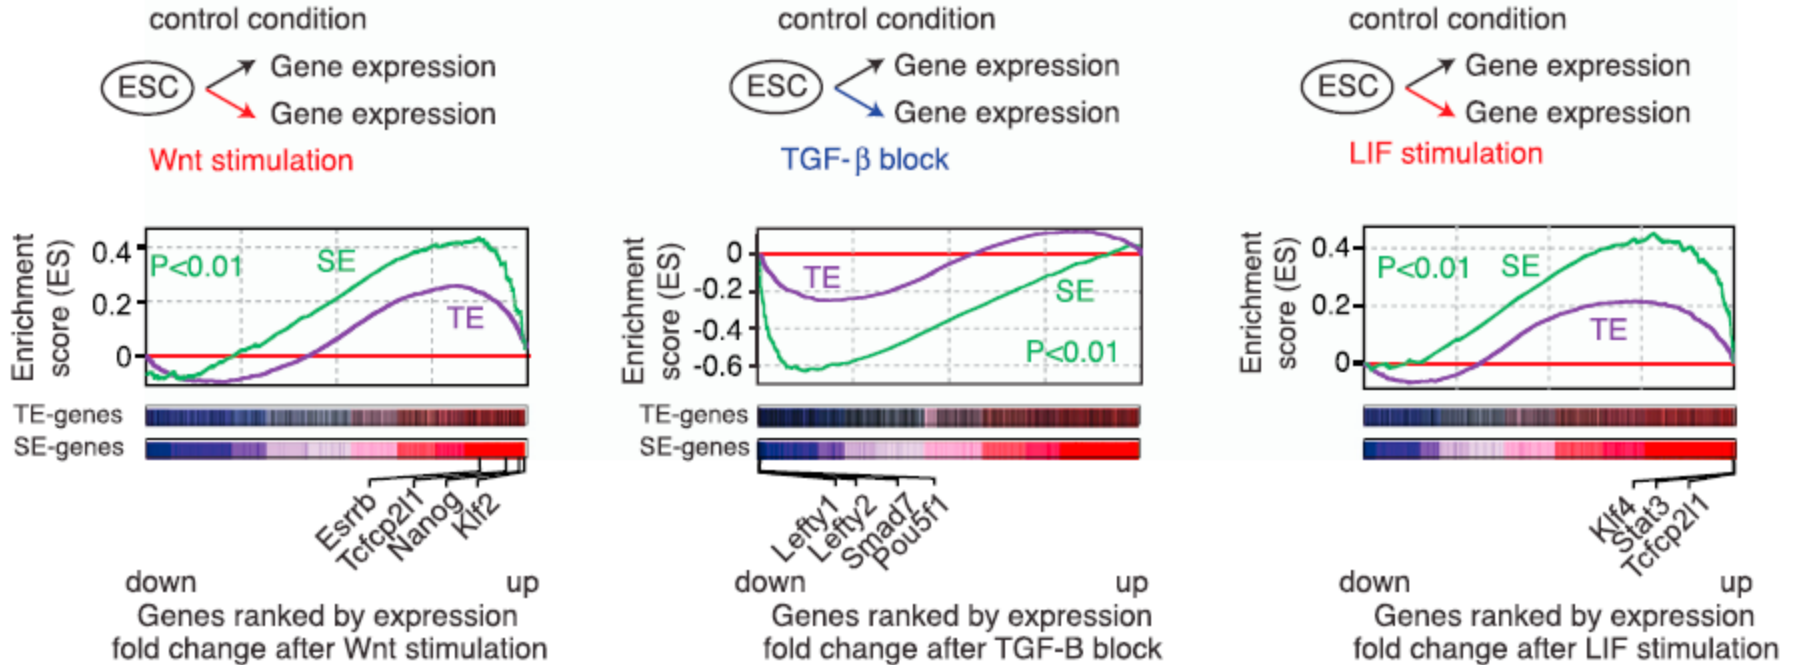 control condition
ESC
Gene expression
Gene expression
Wnt stimulation
Enrichment
score (ES)
0.4
0.2
0
P<0.01
SE
TE
TE-genes
SE-genes
Esrrb
Tcfcp2l1
Nanog
Klf2
down
up
Genes ranked by expression
fold change after Wnt stimulation
control condition
ESC
Gene expression
Gene expression
TGF-β block
Enrichment
score (ES)
0
-0.2
-0.4
-0.6
TE
SE
P<0.01
TE-genes
SE-genes
Lefty1
Lefty2
Smad7
Pou5f1
down
up
Genes ranked by expression
fold change after TGF-B block
control condition
ESC
Gene expression
Gene expression
LIF stimulation
Enrichment
score (ES)
0.4
0.2
0
P<0.01
SE
TE
Klf4
Stat3
Tcfcp2l1
down
up
Genes ranked by expression
fold change after LIF stimulation